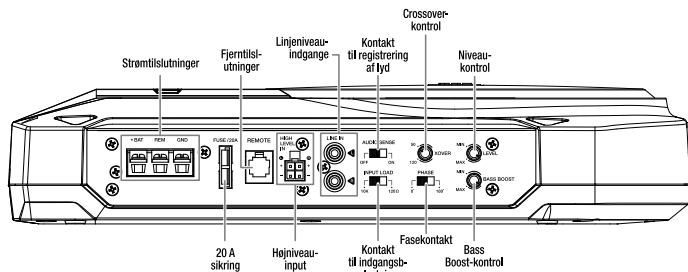 Crossover-
kontrol
Linjeniveau-
indgange
Kontakt
til registrering
af lyd
Niveau-
kontrol
Fjerntilsl-
utninger
Strømtilslutninger
+BAT REM GND
FUSE /20A
REMOTE
HIGH
LEVEL
IN
LINE IN
AUDIO SENSE
OFF ON
INPUT LOAD
10K 120Ω
50
120
XOVER
PHASE
0° 180°
MIN
MAX
LEVEL
MIN
MAX
BASS BOOST
20 A
sikring
Højniveau-
input
Kontakt
til indgangsb-
Fasekontakt
Bass
Boost-kontrol